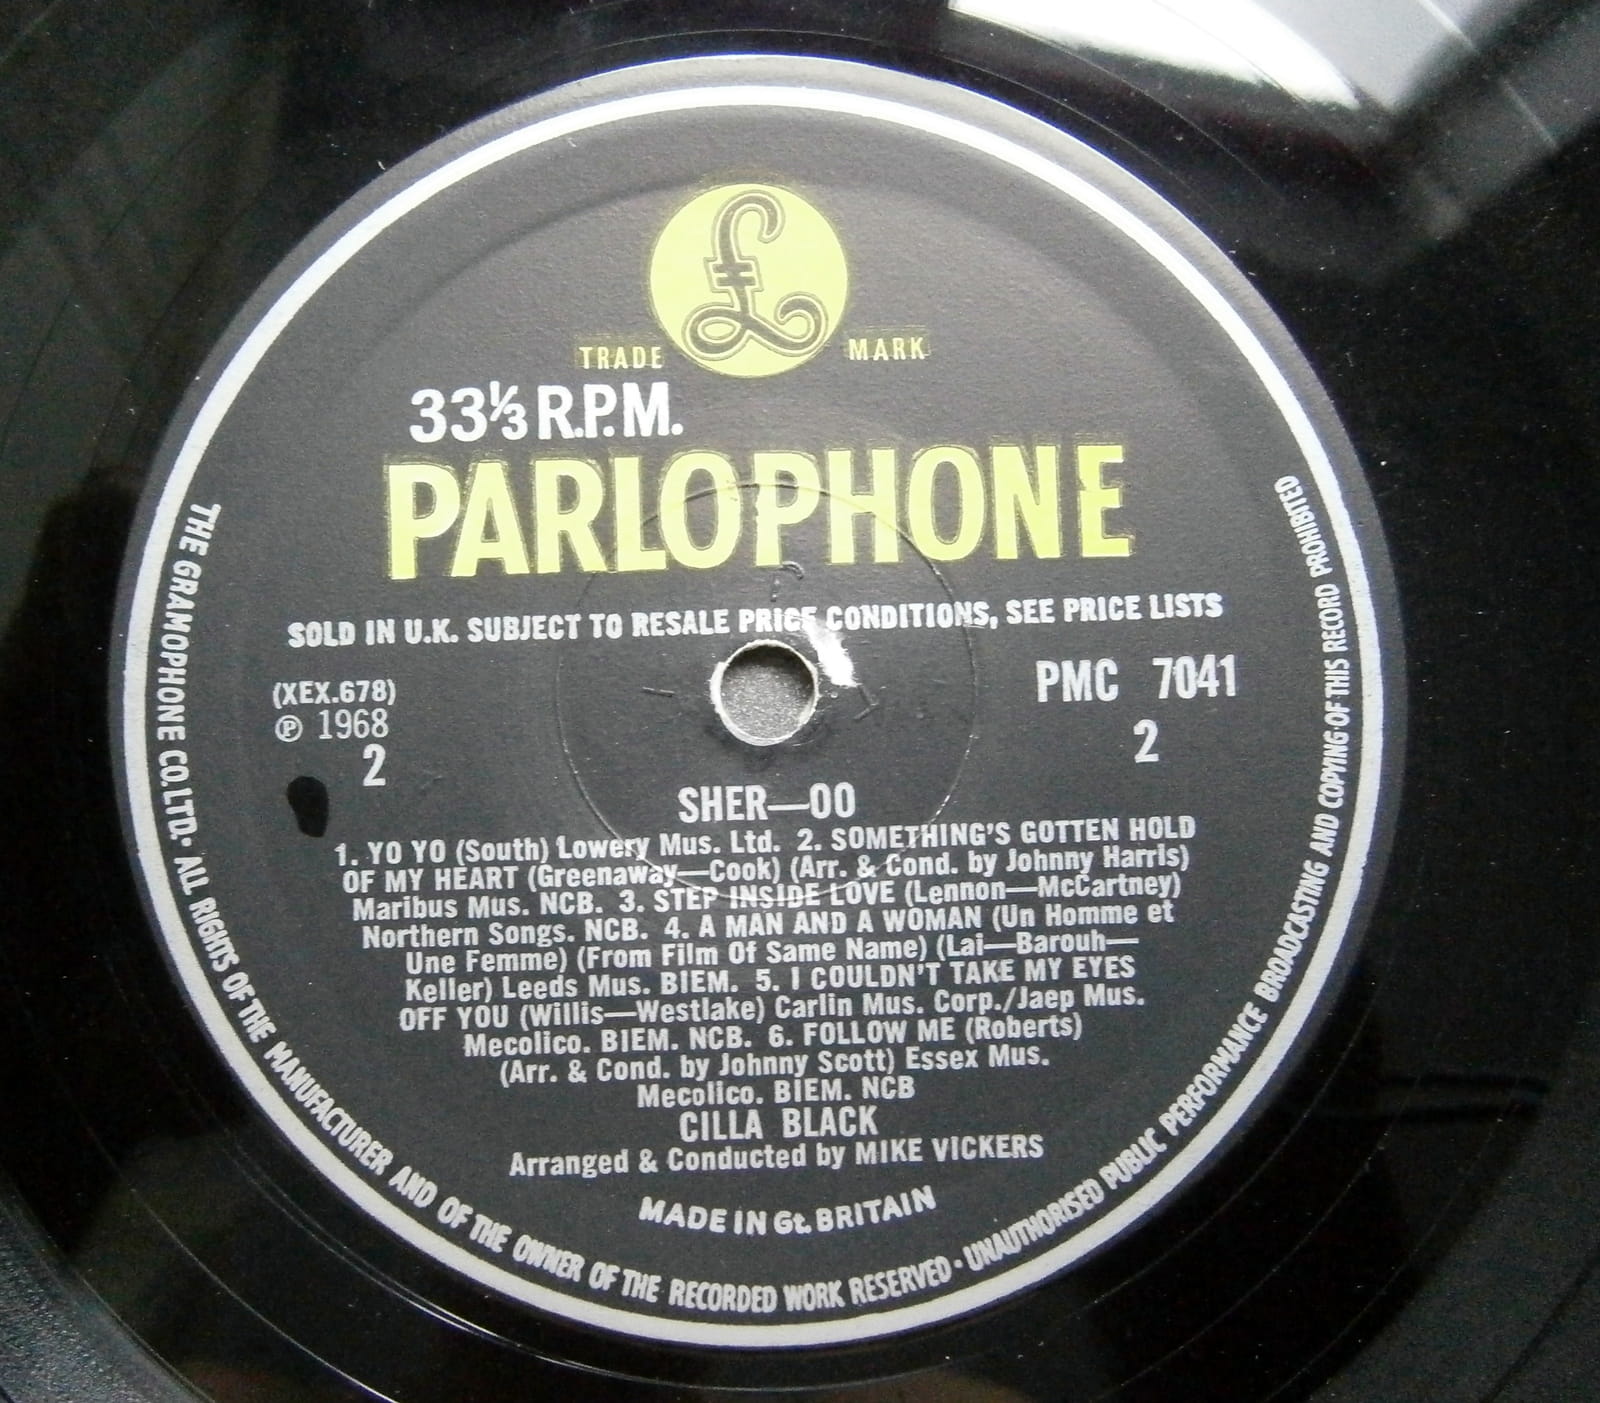 £
TRADE MARK
33⅓ R.P.M.
PARLOPHONE
SOLD IN U.K. SUBJECT TO RESALE PRICE CONDITIONS, SEE PRICE LISTS
(XEX.678)
℗ 1968
2
PMC 7041
2
SHER—OO
1. YO YO (South) Lowery Mus. Ltd. 2. SOMETHING'S GOTTEN HOLD
OF MY HEART (Greenaway—Cook) (Arr. & Cond. by Johnny Harris)
Maribus Mus. NCB. 3. STEP INSIDE LOVE (Lennon—McCartney)
Northern Songs. NCB. 4. A MAN AND A WOMAN (Un Homme et
Une Femme) (From Film Of Same Name) (Lai—Barouh—
Keller) Leeds Mus. BIEM. 5. I COULDN'T TAKE MY EYES
OFF YOU (Willis—Westlake) Carlin Mus. Corp./Jaep Mus.
Mecolico. BIEM. NCB. 6. FOLLOW ME (Roberts)
(Arr. & Cond. by Johnny Scott) Essex Mus.
Mecolico. BIEM. NCB
CILLA BLACK
Arranged & Conducted by MIKE VICKERS
MADE IN Gt. BRITAIN
THE GRAMOPHONE CO. LTD. · ALL RIGHTS OF THE MANUFACTURER AND OF THE OWNER OF THE RECORDED WORK RESERVED · UNAUTHORISED PUBLIC PERFORMANCE BROADCASTING AND COPYING OF THIS RECORD PROHIBITED